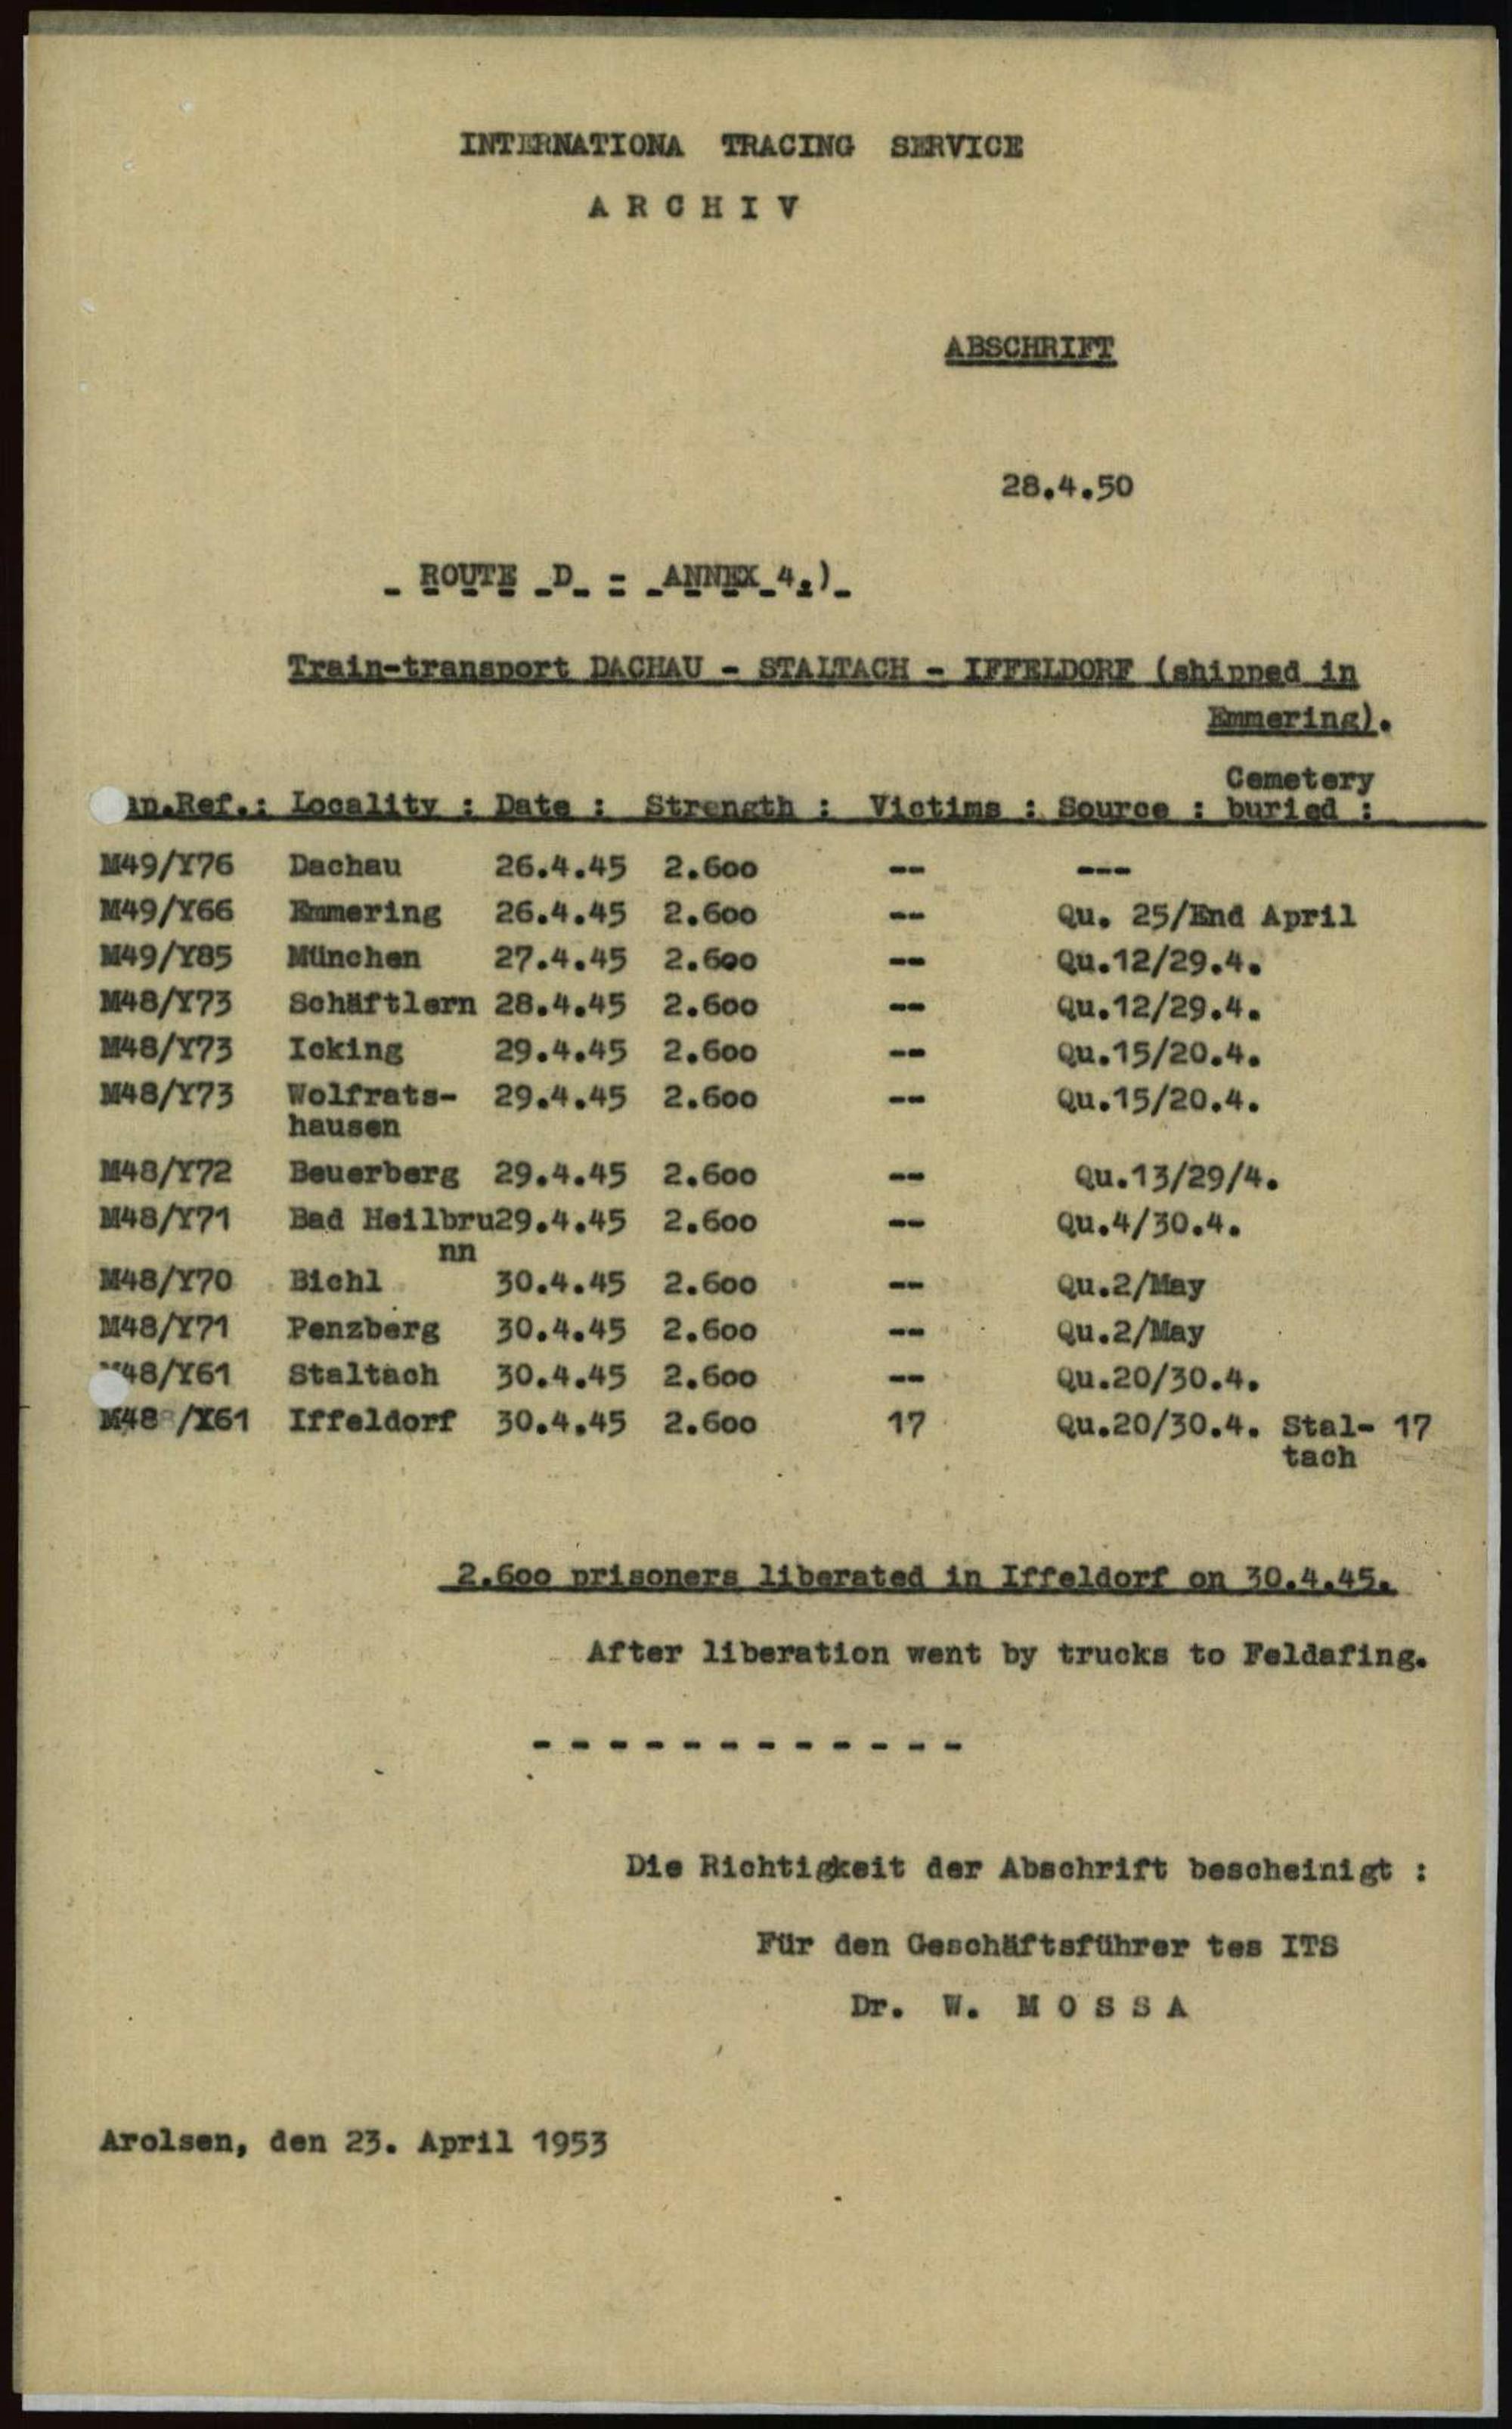 INTERNATIONA TRACING SERVICE
ARCHIV
ABSCHRIFT
28.4.50
ROUTE D - ANNEX 4.)
Train-transport DACHAU - STALTACH - IFFELDORF (shipped in
Emmering).
Cemetery
Ref.: Locality : Date : Strength : Victims : Source : buried :
M49/Y76 Dachau 26.4.45 2.600 -- ---
M49/Y66 Emmering 26.4.45 2.600 -- Qu. 25/End April
M49/Y85 München 27.4.45 2.600 -- Qu.12/29.4.
M48/Y73 Schäftlern 28.4.45 2.600 -- Qu.12/29.4.
M48/Y73 Icking 29.4.45 2.600 -- Qu.15/20.4.
M48/Y73 Wolfrats- 29.4.45 2.600 -- Qu.15/20.4.
hausen
M48/Y72 Beuerberg 29.4.45 2.600 -- Qu.13/29/4.
M48/Y71 Bad Heilbru29.4.45 2.600 -- Qu.4/30.4.
nn
M48/Y70 Bichl 30.4.45 2.600 -- Qu.2/May
M48/Y71 Penzberg 30.4.45 2.600 -- Qu.2/May
48/Y61 Staltach 30.4.45 2.600 -- Qu.20/30.4.
M48 /Y61 Iffeldorf 30.4.45 2.600 17 Qu.20/30.4. Stal- 17
tach
2.600 prisoners liberated in Iffeldorf on 30.4.45.
After liberation went by trucks to Feldafing.
- - - - - - - - - - - -
Die Richtigkeit der Abschrift bescheinigt :
Für den Geschäftsführer tes ITS
Dr. W. MOSSA
Arolsen, den 23. April 1953